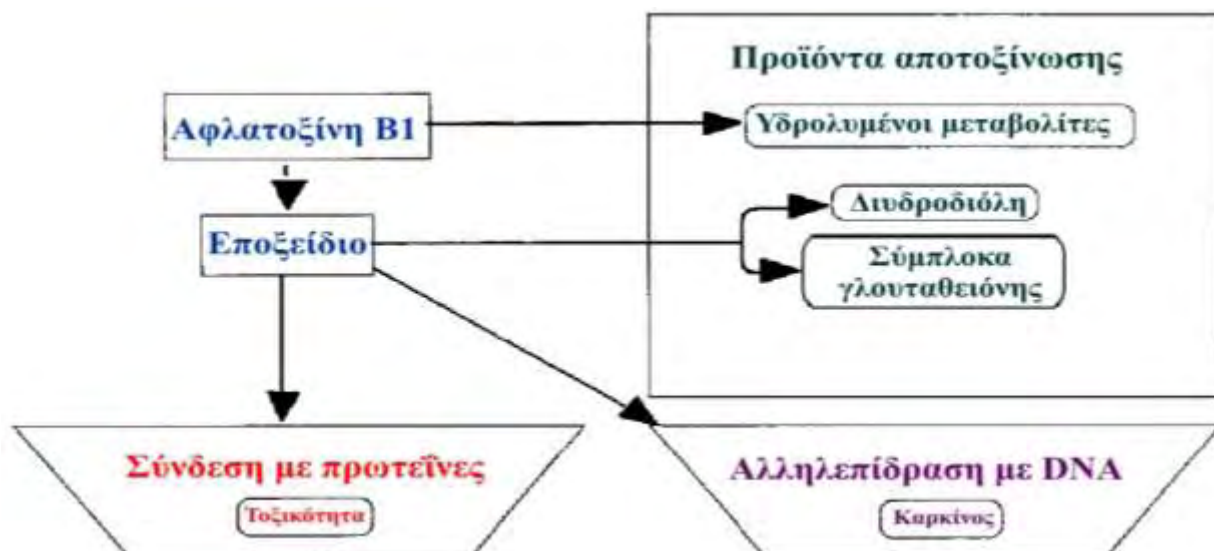 Προϊόντα αποτοξίνωσης
Αφλατοξίνη Β1
Υδρολυμένοι μεταβολίτες
Διυδροδιόλη
Εποξείδιο
Σύμπλοκα
γλουταθειόνης
Σύνδεση με πρωτεΐνες
Τοξικότητα
Αλληλεπίδραση με DNA
Καρκίνος